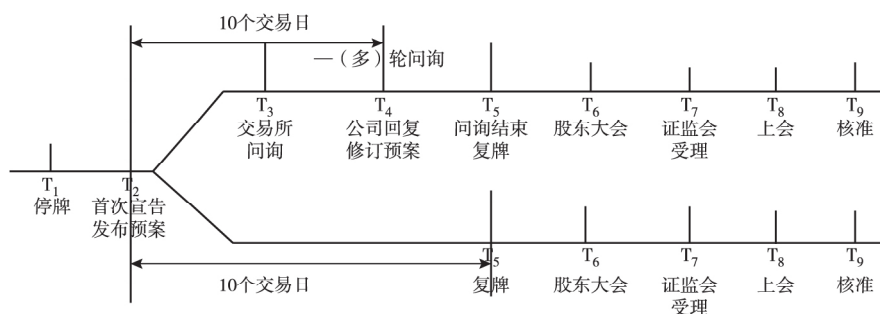 10个交易日
一（多）轮问询
T3
交易所
问询
T4
公司回复
修订预案
T5
问询结束
复牌
T6
股东大会
T7
证监会
受理
T8
上会
T9
核准
T1
停牌
T2
首次宣告
发布预案
10个交易日
T5
复牌
T6
股东大会
T7
证监会
受理
T8
上会
T9
核准